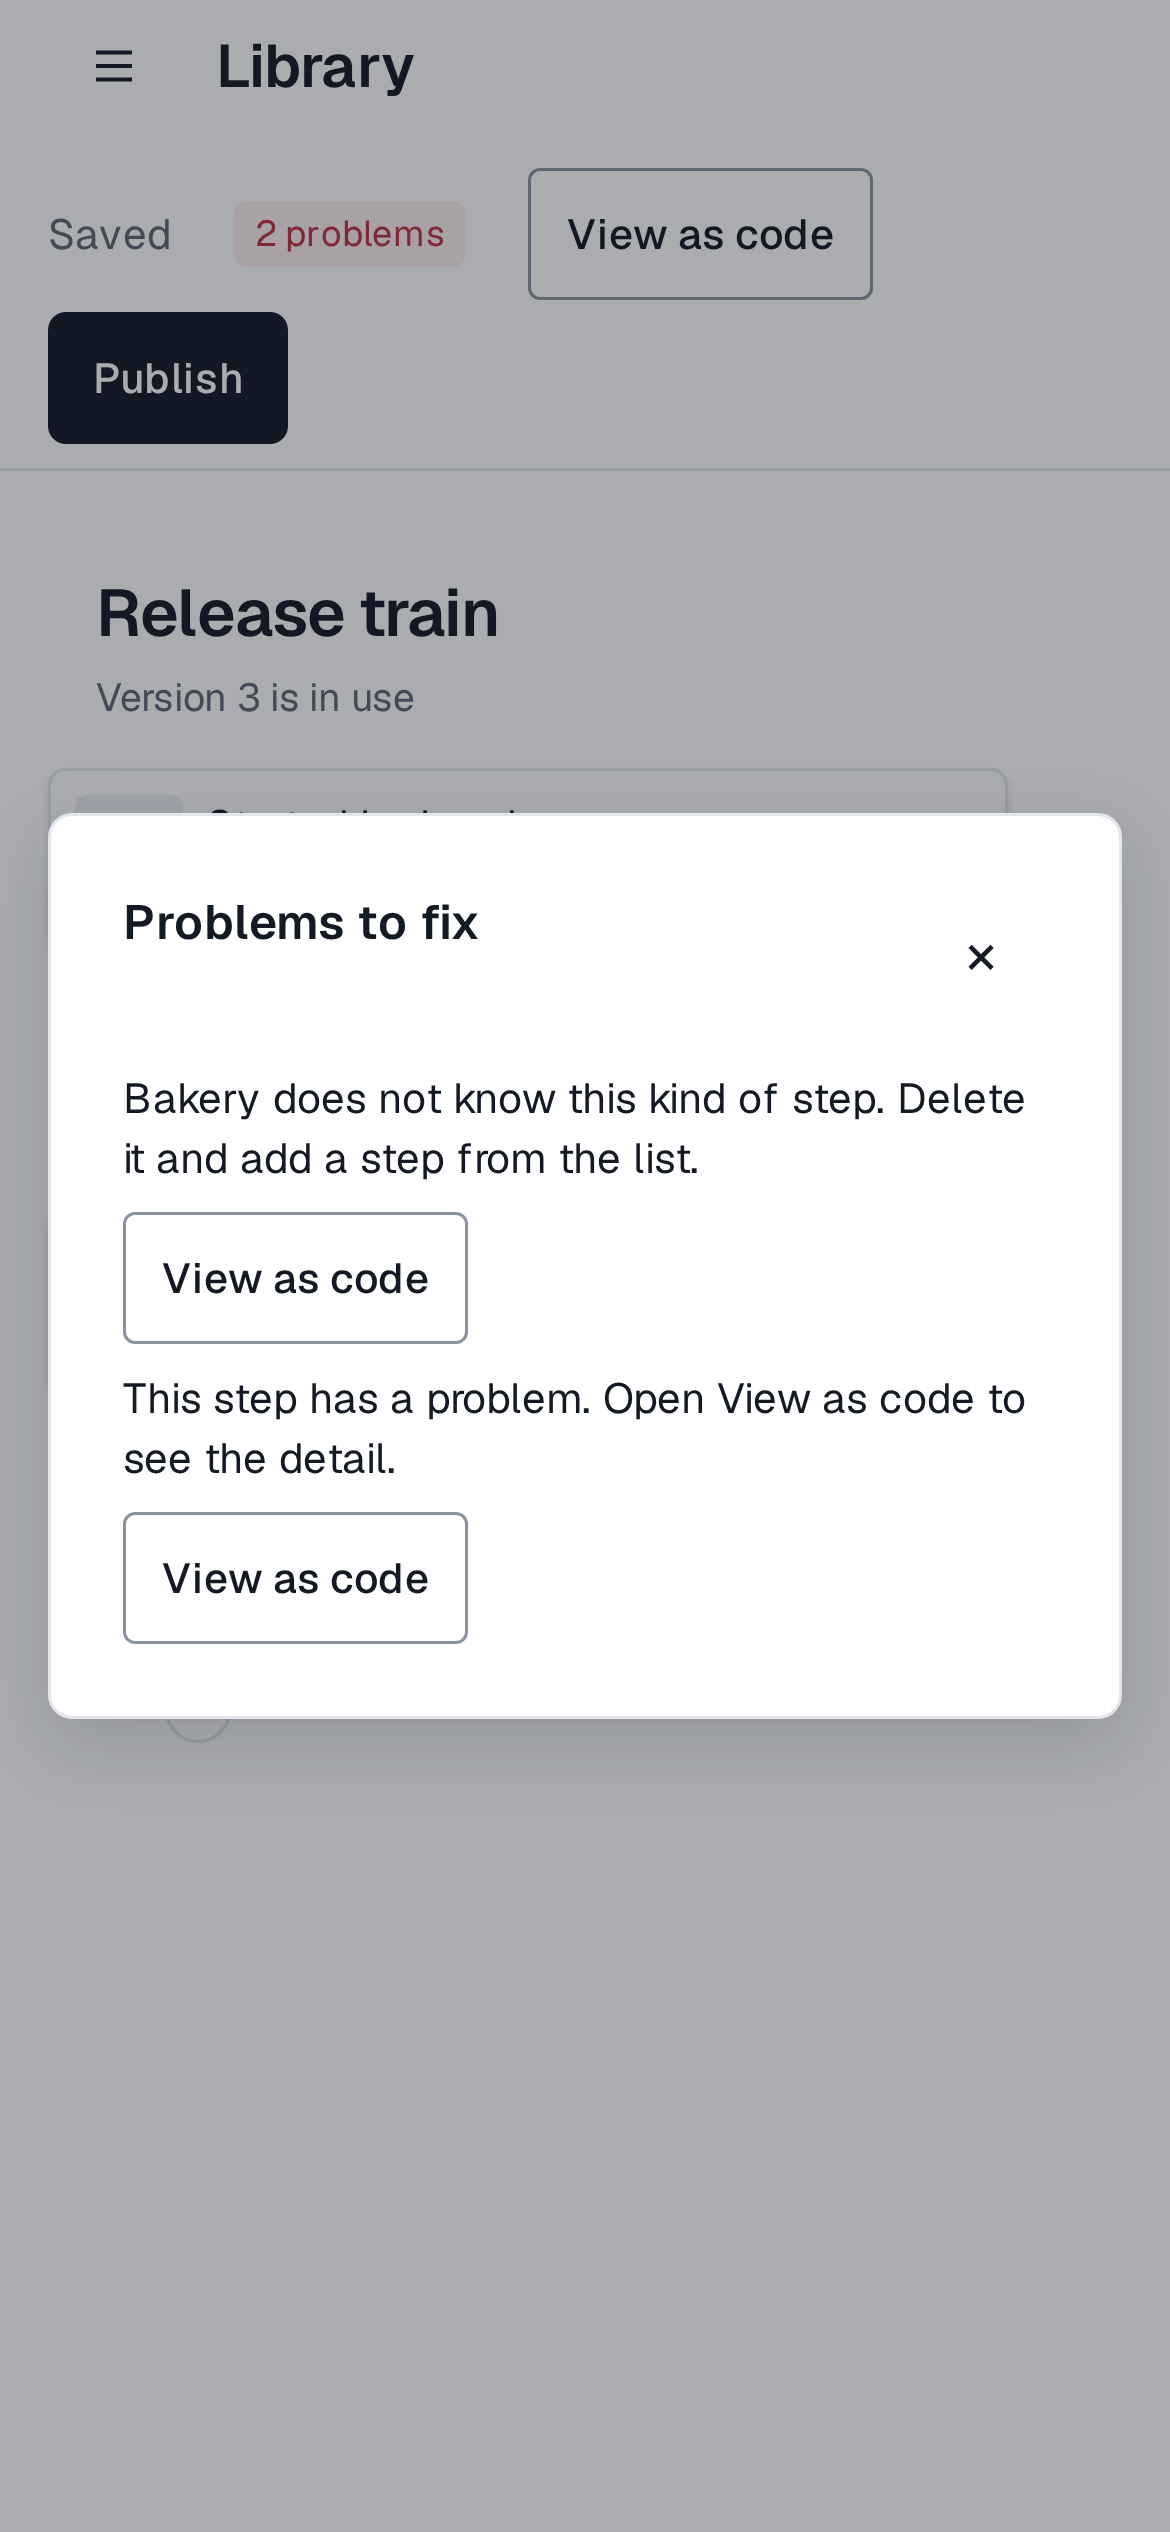 Library
Saved
2 problems
View as code
Publish
Release train
Version 3 is in use
Problems to fix
Bakery does not know this kind of step. Delete
it and add a step from the list.
View as code
This step has a problem. Open View as code to
see the detail.
View as code